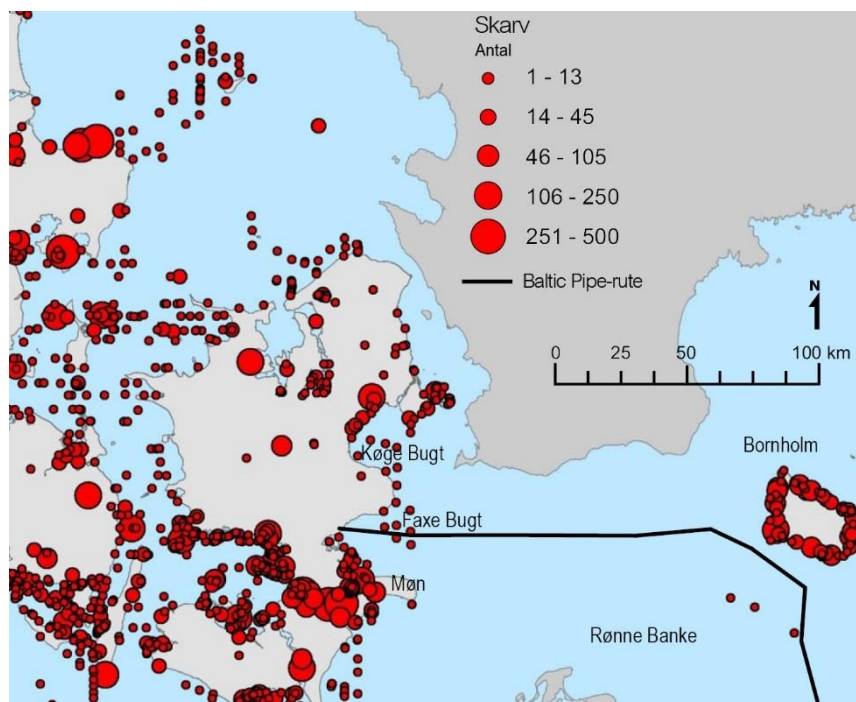 Skarv
Antal
1 - 13
14 - 45
46 - 105
106 - 250
251 - 500
Baltic Pipe-rute
N
0 25 50 100 km
Bornholm
Køge Bugt
Faxe Bugt
Møn
Rønne Banke